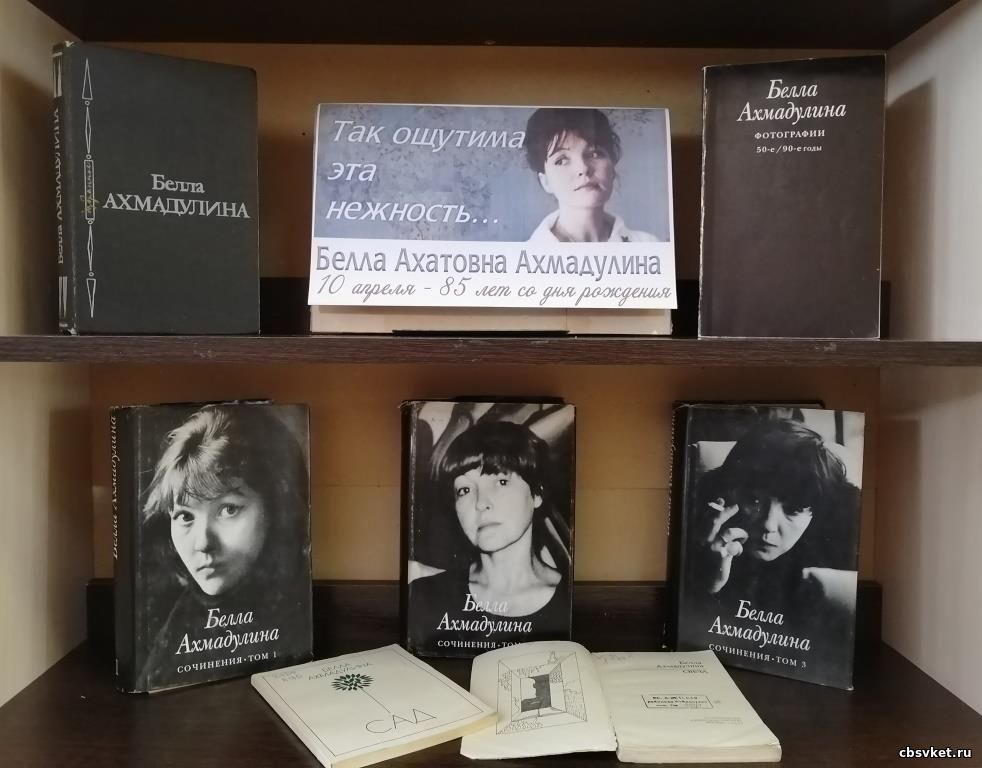 Белла
АХМАДУЛИНА
Так ощутима
эта
нежность...
Белла Ахатовна Ахмадулина
10 апреля - 85 лет со дня рождения
Белла
Ахмадулина
ФОТОГРАФИИ
50-е / 90-е годы
Белла Ахмадулина
Белла
Ахмадулина
СОЧИНЕНИЯ • ТОМ 1
Белла
Ахмадулина
СОЧИНЕНИЯ •
Белла
Ахмадулина
СОЧИНЕНИЯ • ТОМ 3
БЕЛЛА
АХМАДУЛИНА
САД
Белла
Ахмадулина
cbsvket.ru